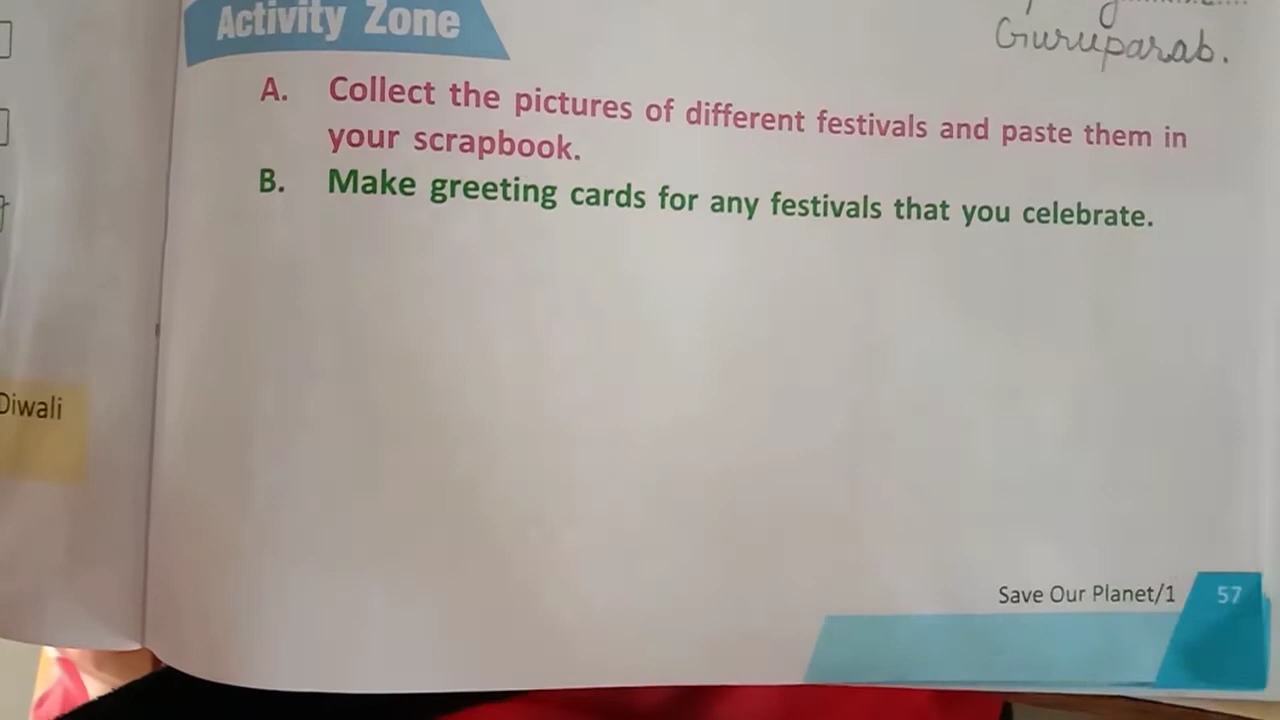 Activity Zone
Guruparab.
A. Collect the pictures of different festivals and paste them in
your scrapbook.
B. Make greeting cards for any festivals that you celebrate.
Diwali
Save Our Planet/1 57